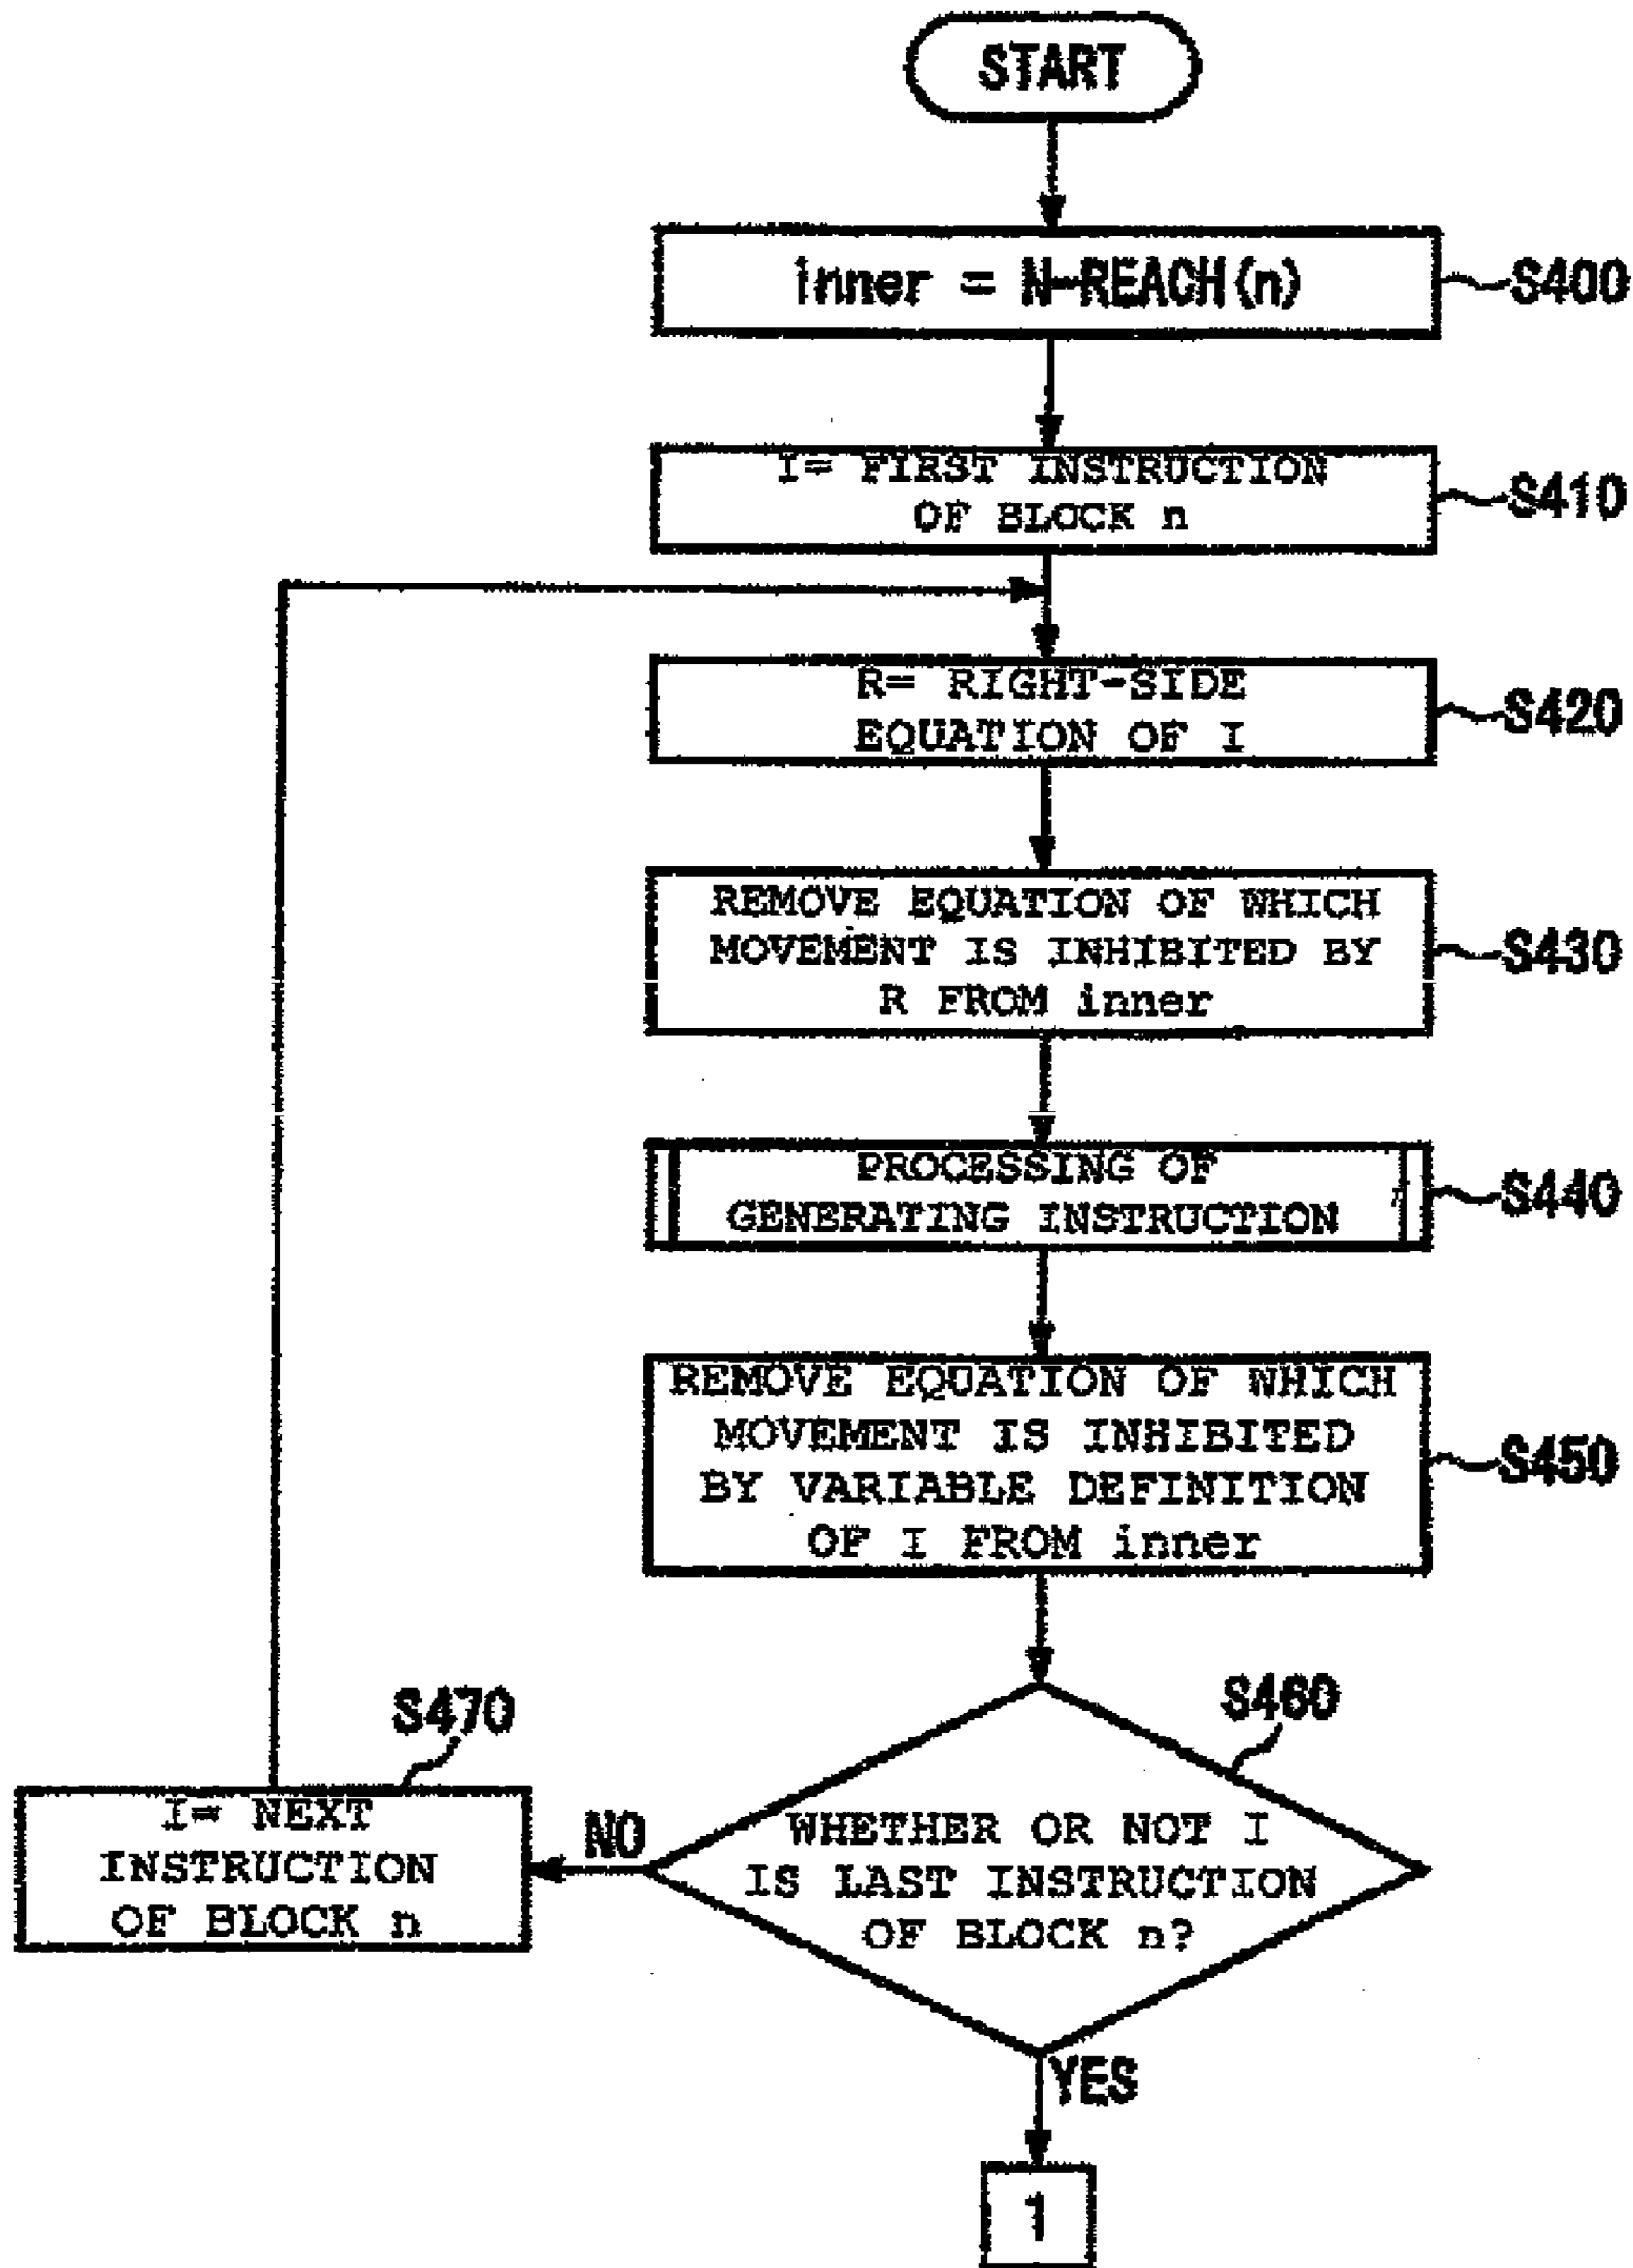 START
inner = N-REACH(n)
S400
I= FIRST INSTRUCTION
OF BLOCK n
S410
R= RIGHT-SIDE
EQUATION OF I
S420
REMOVE EQUATION OF WHICH
MOVEMENT IS INHIBITED BY
R FROM inner
S430
PROCESSING OF
GENERATING INSTRUCTION
S440
REMOVE EQUATION OF WHICH
MOVEMENT IS INHIBITED
BY VARIABLE DEFINITION
OF I FROM inner
S450
S460
WHETHER OR NOT I
IS LAST INSTRUCTION
OF BLOCK n?
NO
S470
I= NEXT
INSTRUCTION
OF BLOCK n
YES
1